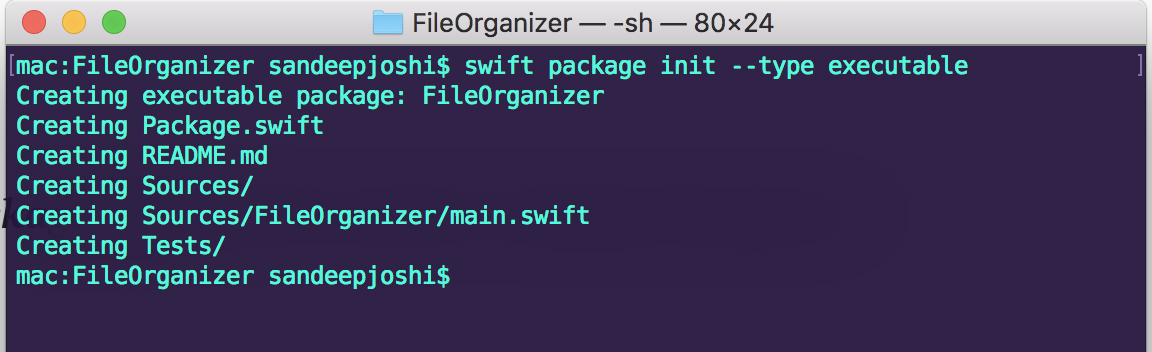 FileOrganizer — -sh — 80×24
[mac:FileOrganizer sandeepjoshi$ swift package init --type executable ]
Creating executable package: FileOrganizer
Creating Package.swift
Creating README.md
Creating Sources/
Creating Sources/FileOrganizer/main.swift
Creating Tests/
mac:FileOrganizer sandeepjoshi$